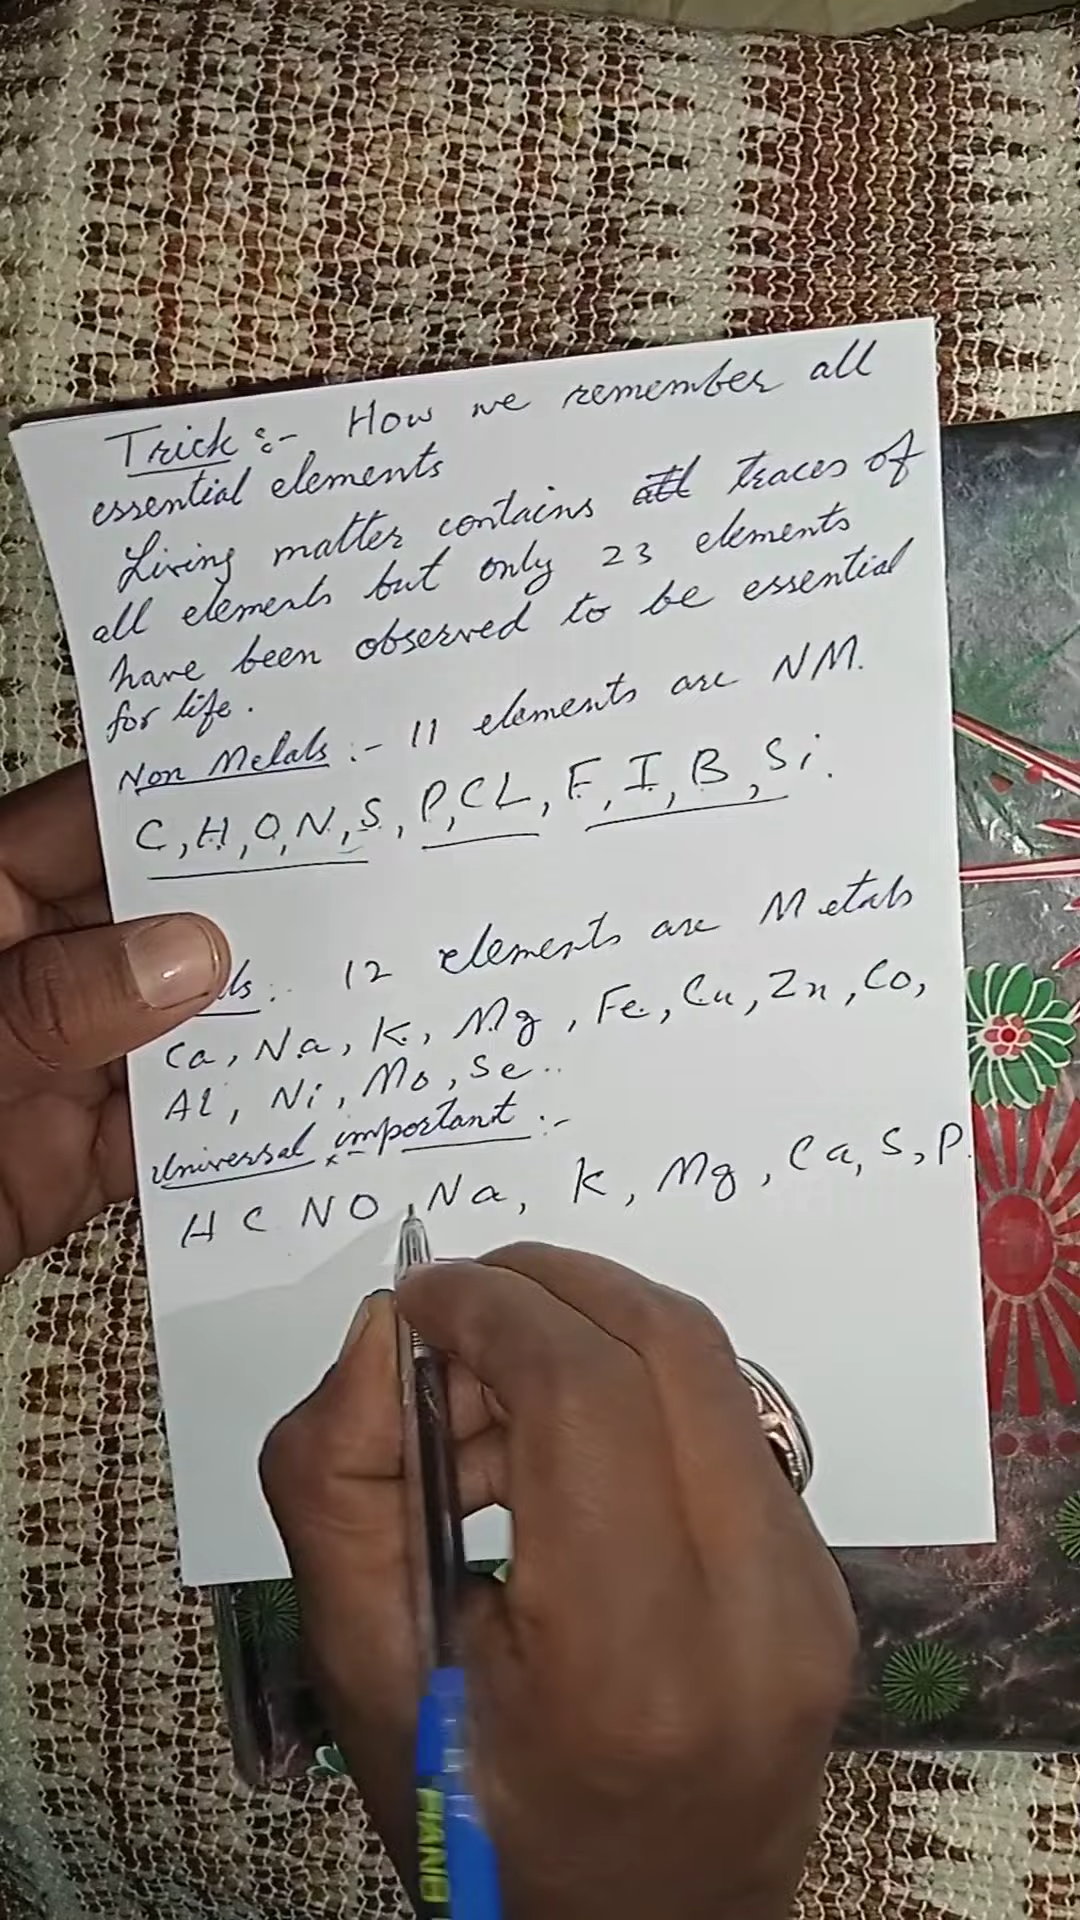 Trick :- How we remember all
essential elements
Living matter contains all traces of
all elements but only 23 elements
have been observed to be essential
for life.
Non Metals :- 11 elements are NM.
C, H, O, N, S, P, CL, F, I, B, Si.
ls :. 12 elements are Metals
Ca, Na, K, Mg, Fe, Cu, Zn, Co,
Al, Ni, Mo, Se..
Universal important :-
H C N O, Na, K, Mg, Ca, S, P.